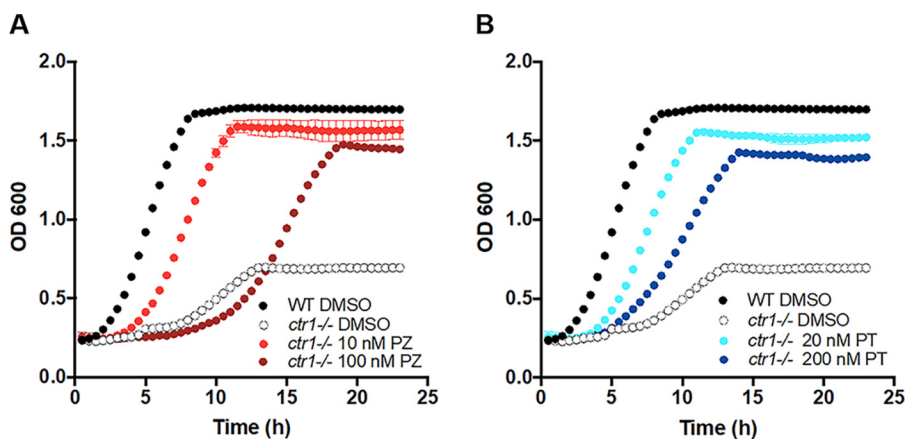 A
2.0
1.5
1.0
0.5
0.0
OD 600
0 5 10 15 20 25
Time (h)
WT DMSO
ctr1-/- DMSO
ctr1-/- 10 nM PZ
ctr1-/- 100 nM PZ
B
2.0
1.5
1.0
0.5
0.0
OD 600
0 5 10 15 20 25
Time (h)
WT DMSO
ctr1-/- DMSO
ctr1-/- 20 nM PT
ctr1-/- 200 nM PT